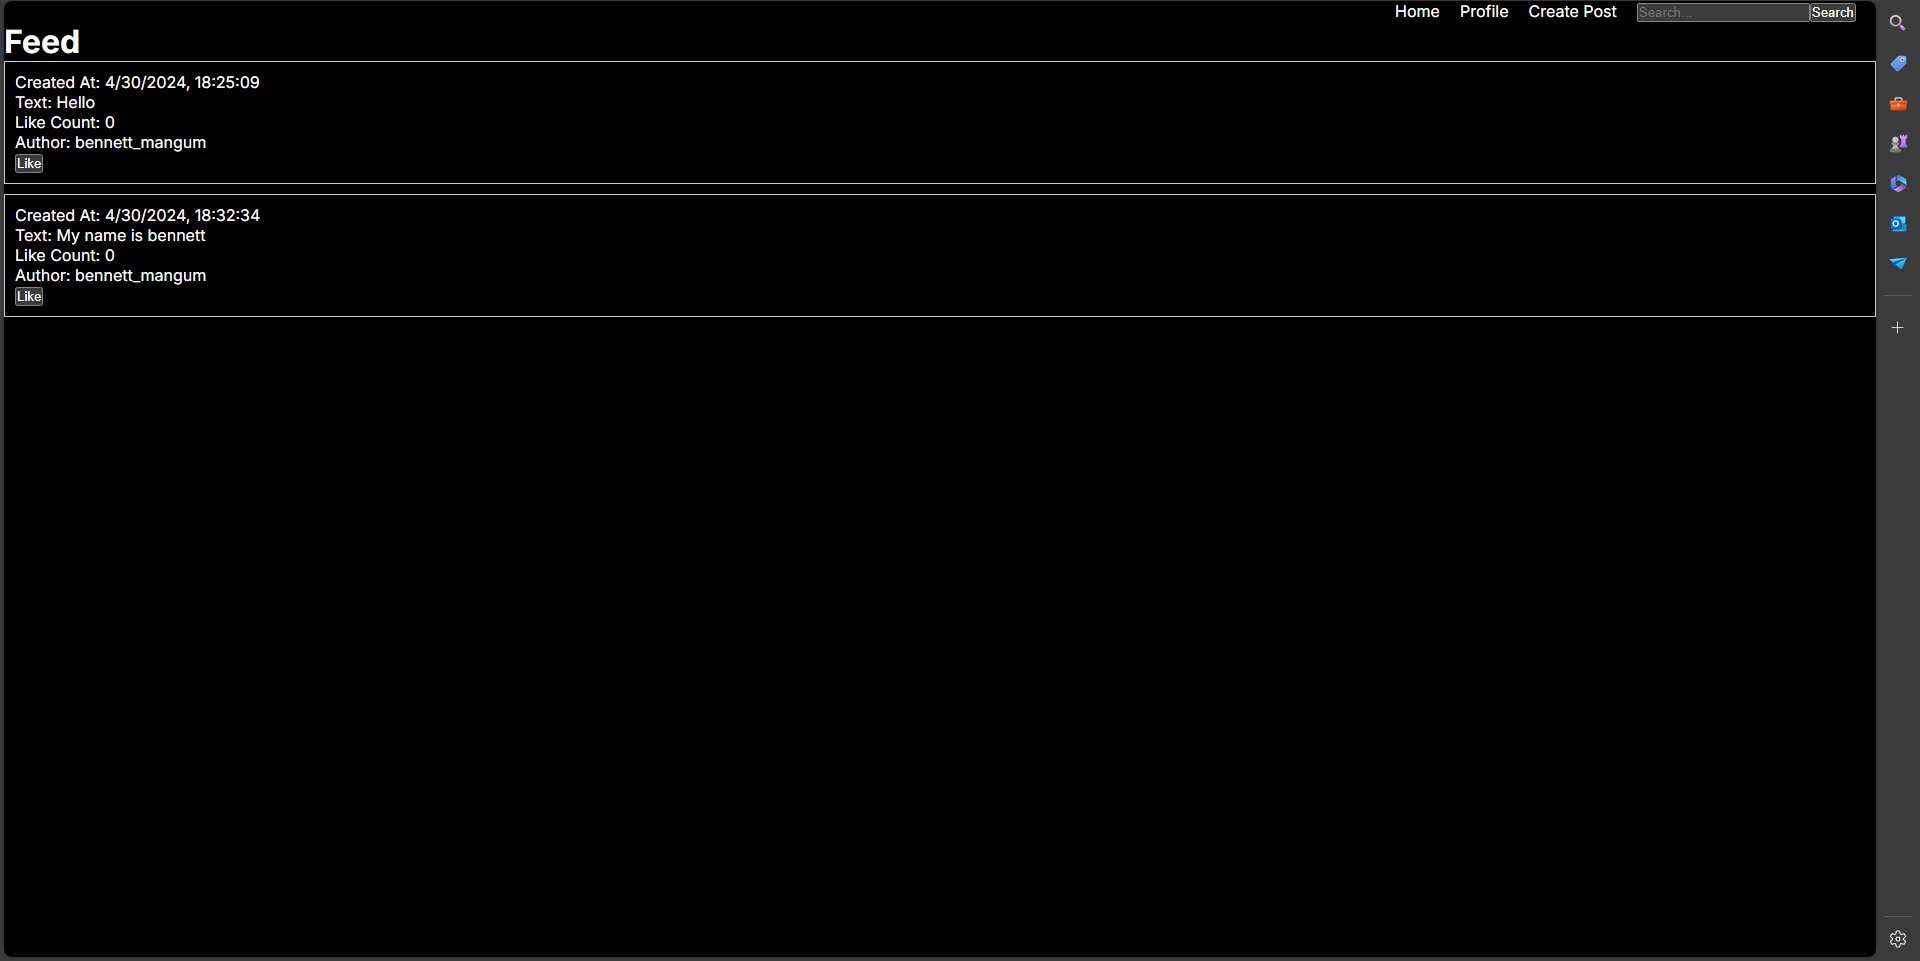 Home Profile Create Post Search... Search
Feed
Created At: 4/30/2024, 18:25:09
Text: Hello
Like Count: 0
Author: bennett_mangum
Like
Created At: 4/30/2024, 18:32:34
Text: My name is bennett
Like Count: 0
Author: bennett_mangum
Like